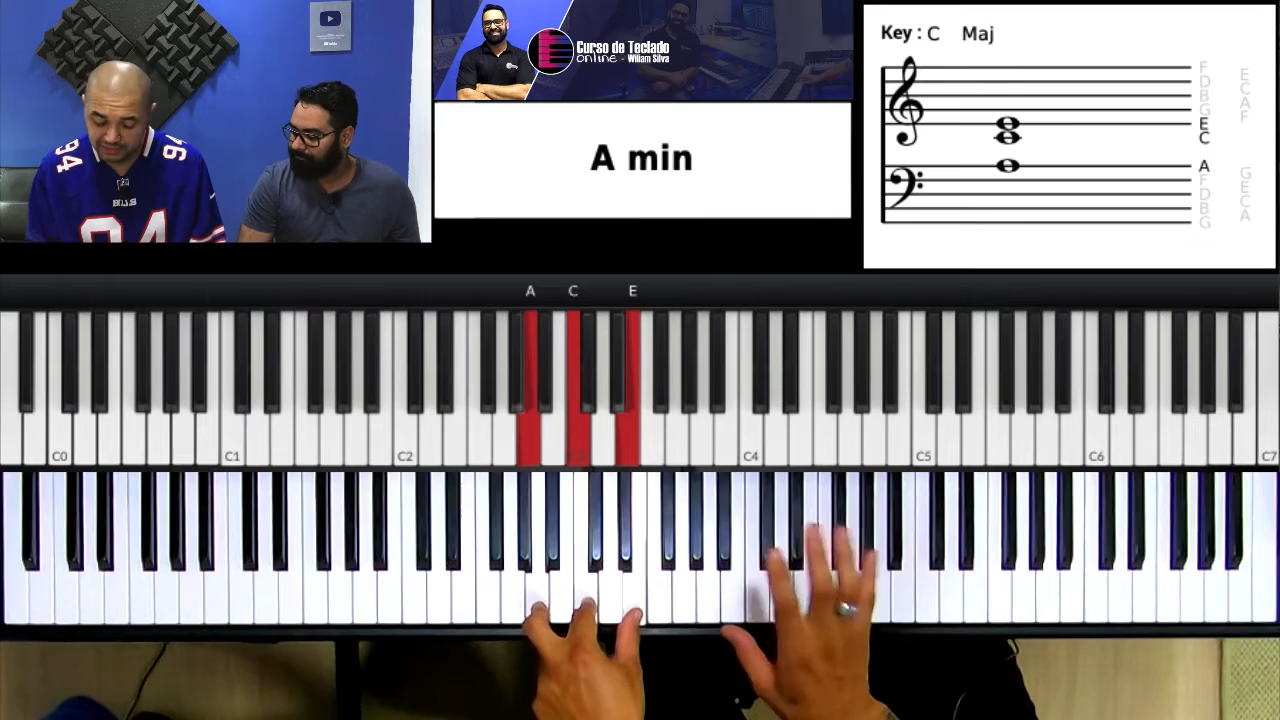 94
94
BILLS
94
Curso de Teclado
online - Wiliam Silva
A min
Key : C Maj
F
D
B
G
E
C
A
F
D
B
G
E
C
A
F
G
E
C
A
A C E
C0 C1 C2 C4 C5 C6 C7